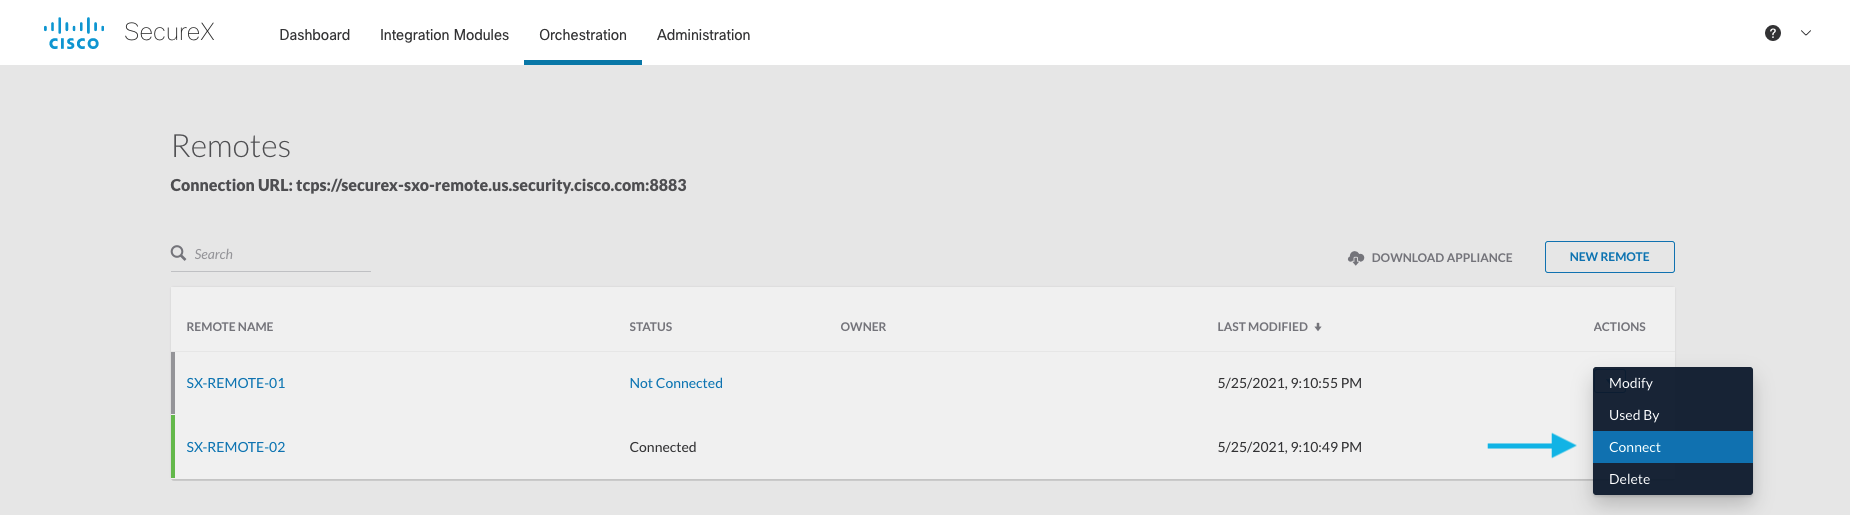 CISCO SecureX Dashboard Integration Modules Orchestration Administration ?
Remotes
Connection URL: tcps://securex-sxo-remote.us.security.cisco.com:8883
Search DOWNLOAD APPLIANCE NEW REMOTE
REMOTE NAME STATUS OWNER LAST MODIFIED ACTIONS
SX-REMOTE-01 Not Connected 5/25/2021, 9:10:55 PM
SX-REMOTE-02 Connected 5/25/2021, 9:10:49 PM
Modify
Used By
Connect
Delete